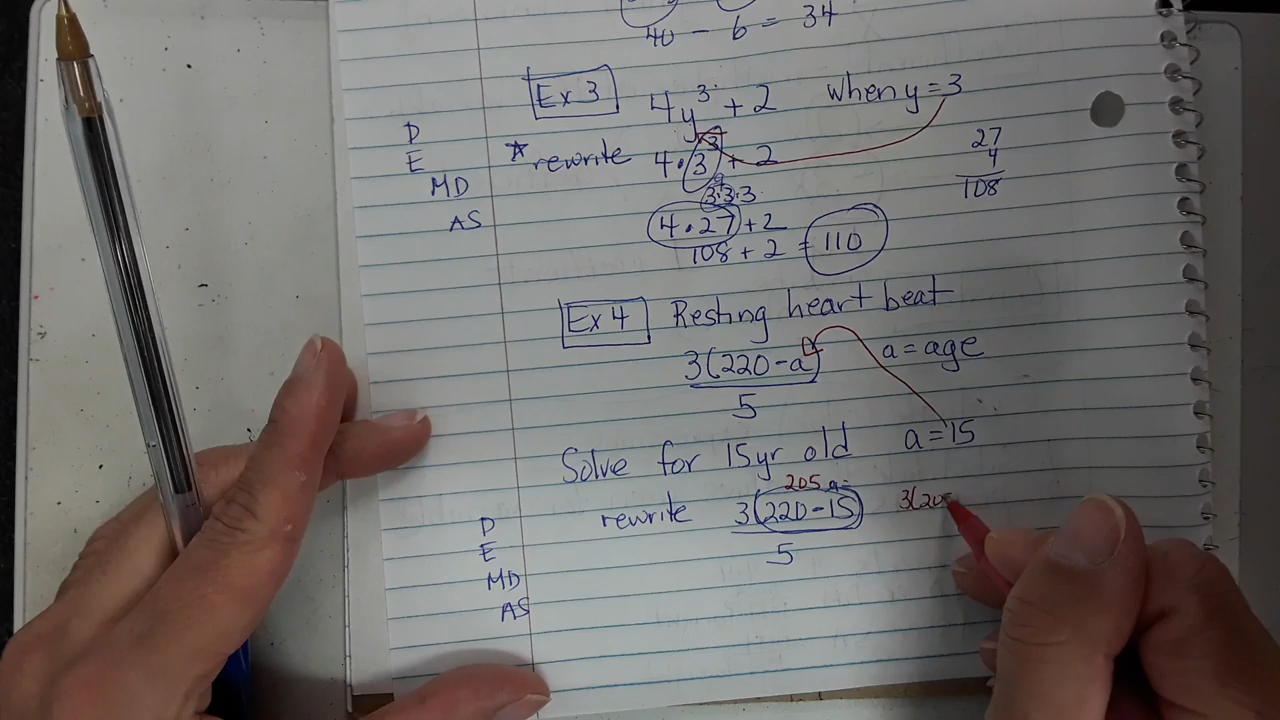 40 - 6 = 34
Ex 3
4y³ + 2 when y = 3
P
E
MD
AS
* rewrite 4·3³ + 2
3·3·3
4·27 + 2
108 + 2 = 110
27
4
108
Ex 4 Resting heart beat
3(220 - a)
5
a = age
Solve for 15yr old a = 15
205
rewrite 3(220 - 15)
5
3(205
P
E
MD
AS